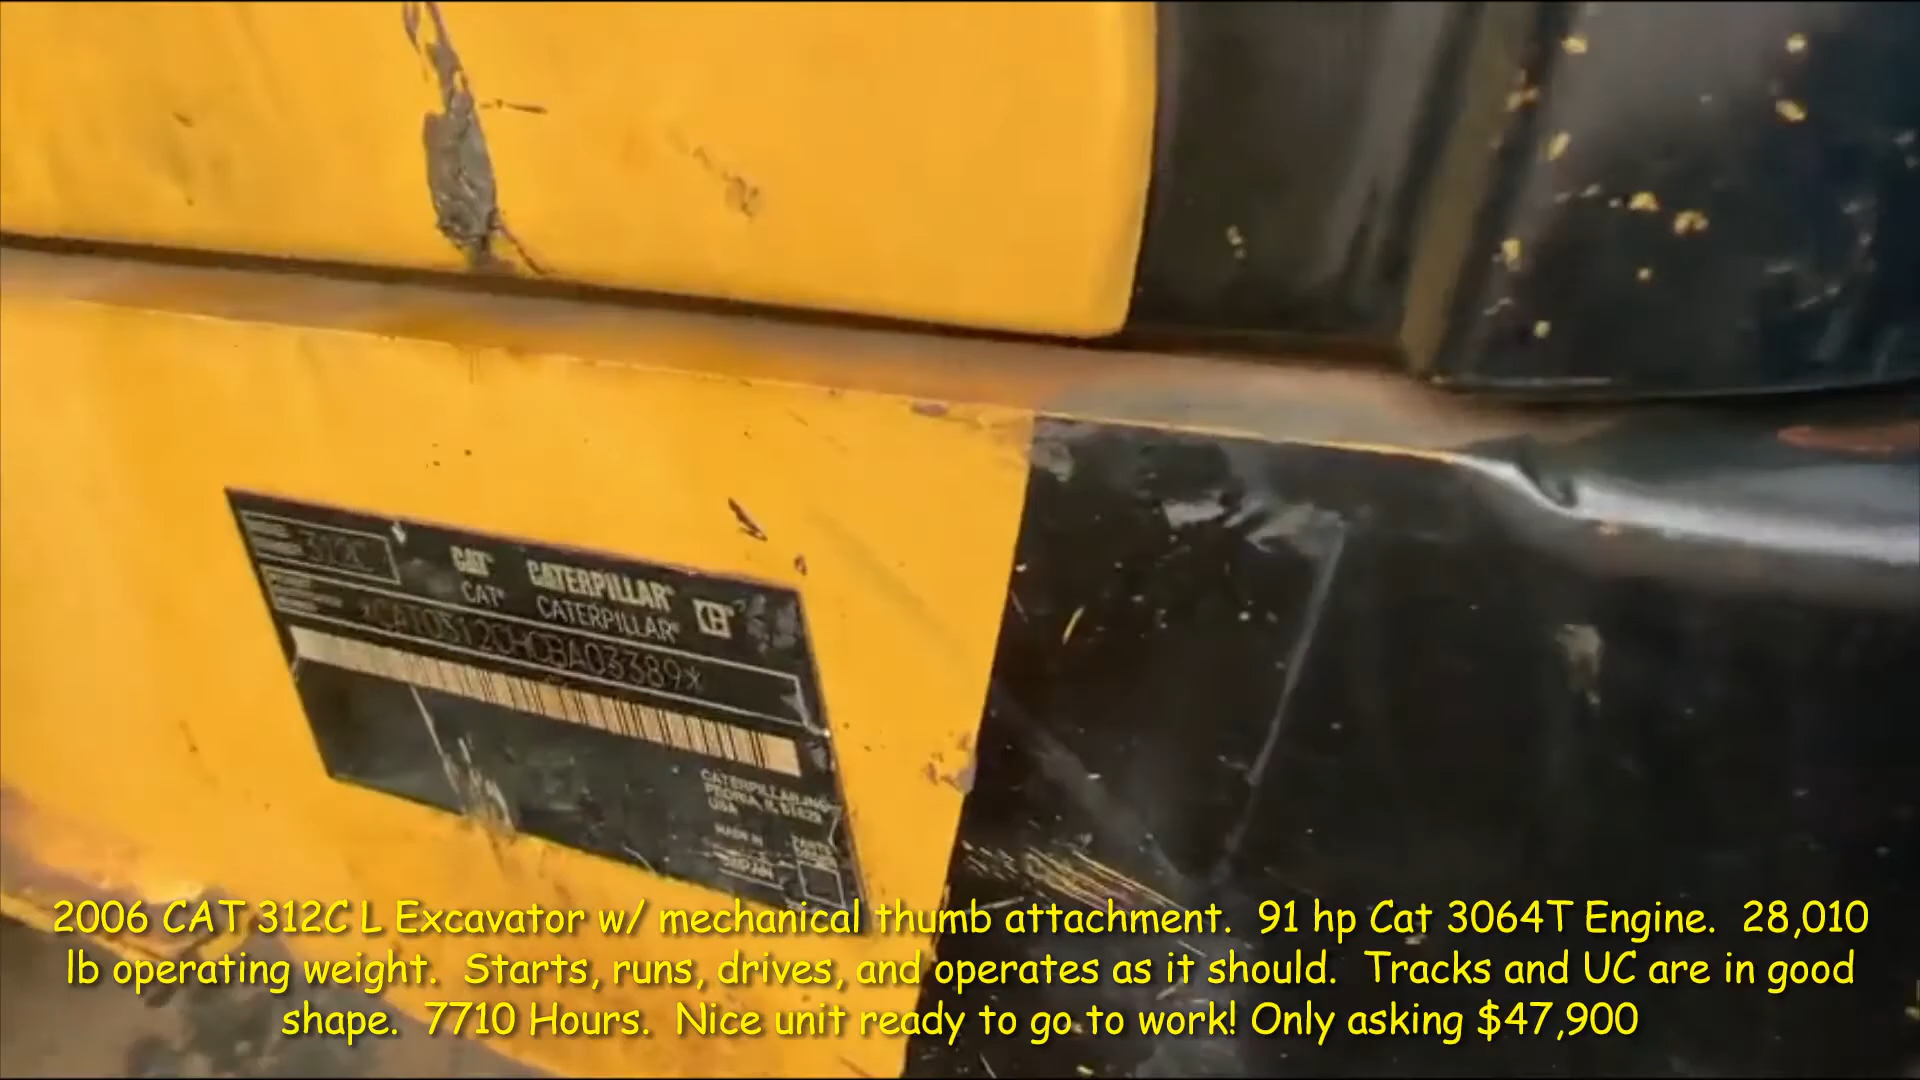 312C
CAT CATERPILLAR
CAT CATERPILLAR
*CAT0312CHCBA03389*
CATERPILLAR INC.
PEORIA, IL 61629
USA
MADE IN
JAPAN
2006 CAT 312C L Excavator w/ mechanical thumb attachment. 91 hp Cat 3064T Engine. 28,010
lb operating weight. Starts, runs, drives, and operates as it should. Tracks and UC are in good
shape. 7710 Hours. Nice unit ready to go to work! Only asking $47,900